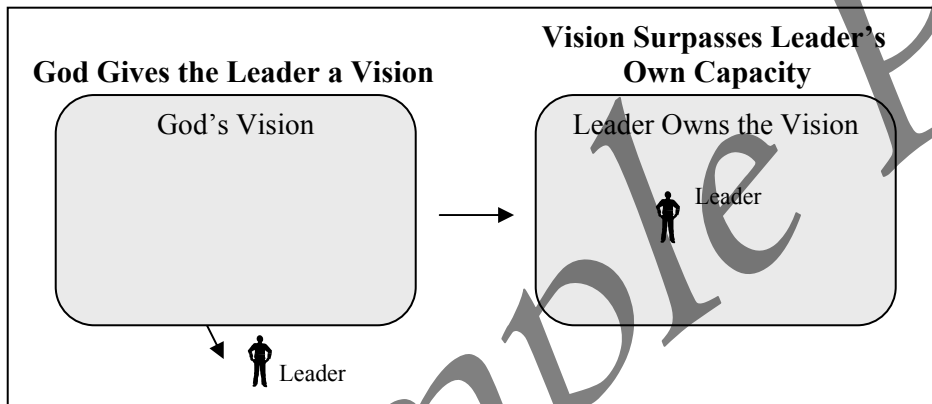 God Gives the Leader a Vision
God's Vision
Leader
Vision Surpasses Leader's
Own Capacity
Leader Owns the Vision
Leader